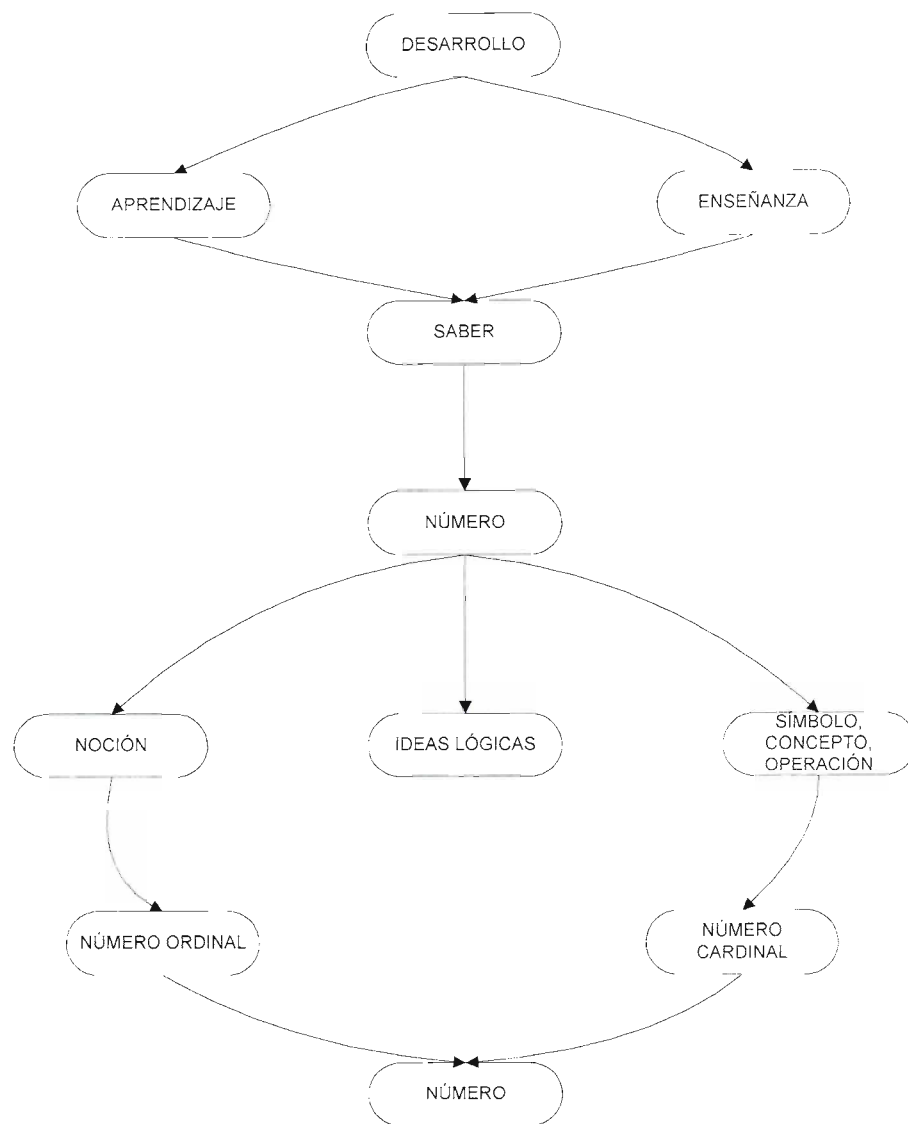 DESARROLLO
APRENDIZAJE
ENSEÑANZA
SABER
NÚMERO
NOCIÓN
IDEAS LÓGICAS
SÍMBOLO,
CONCEPTO,
OPERACIÓN
NÚMERO ORDINAL
NÚMERO
CARDINAL
NÚMERO